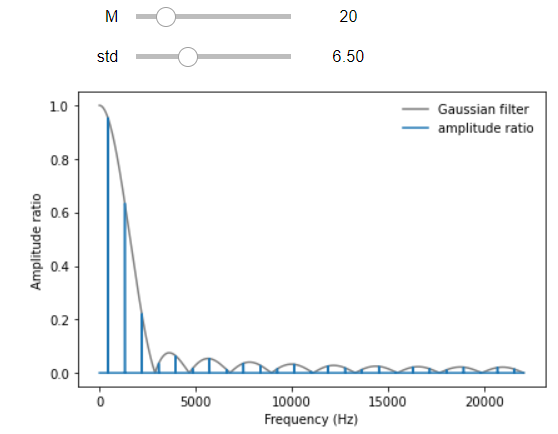 M 20
std 6.50
Gaussian filter
amplitude ratio
1.0
0.8
0.6
0.4
0.2
0.0
Amplitude ratio
0 5000 10000 15000 20000
Frequency (Hz)